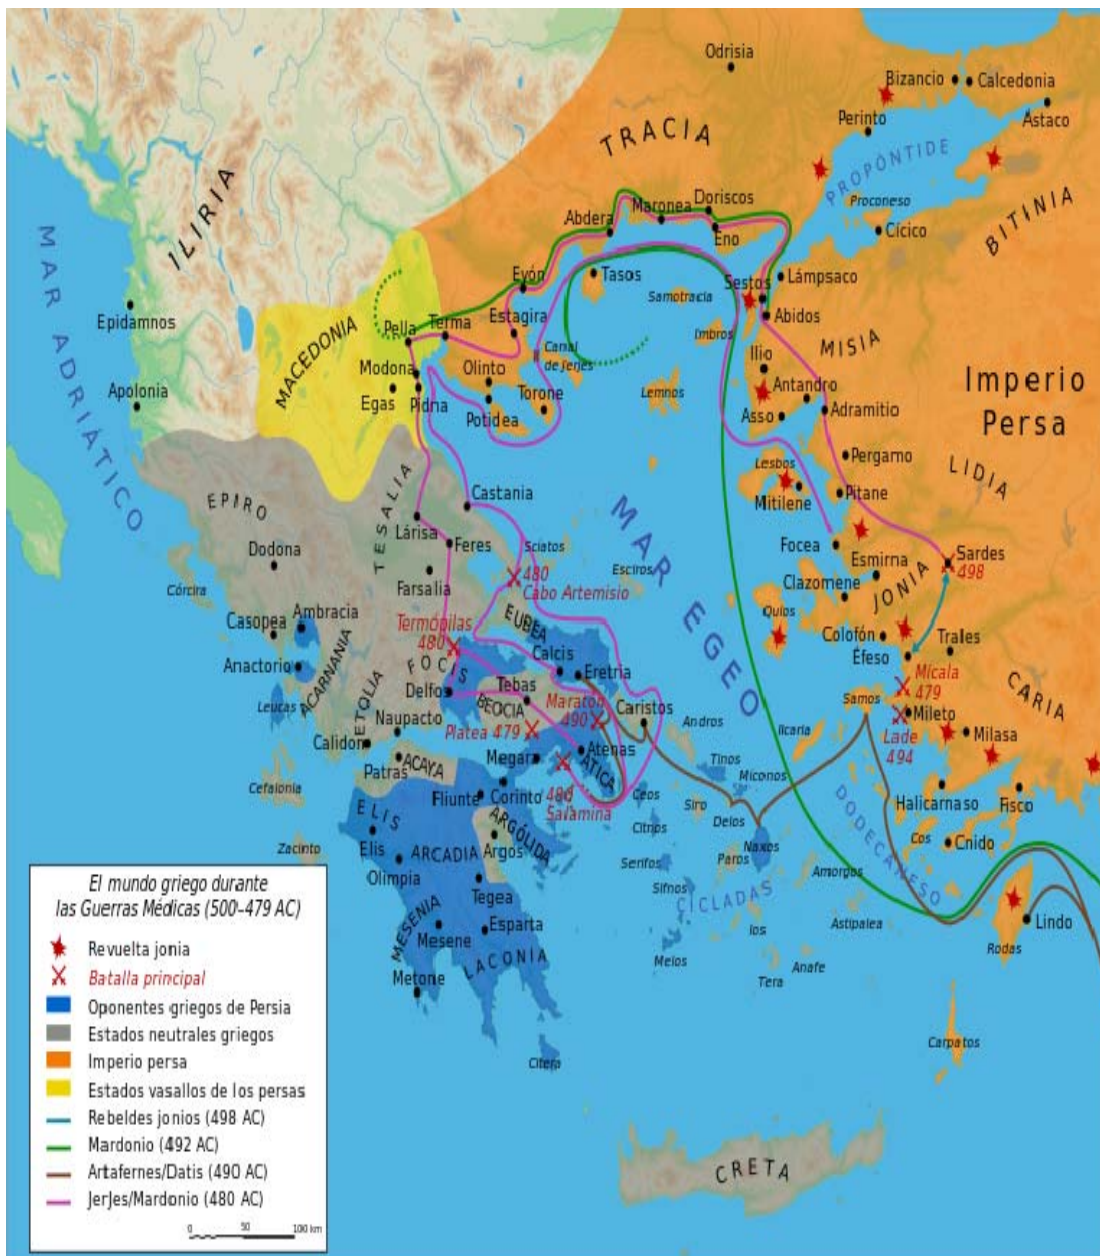 Odrisia
Bizancio
Calcedonia
Perinto
Astaco
TRACIA
PROPÓNTIDE
Proconeso
Cícico
BITINIA
ILIRIA
MAR ADRIÁTICO
Epidamnos
Apolonia
Abdera
Maronea
Doriscos
Eno
Eyón
Tasos
Sestos
Lámpsaco
Samotracia
Abidos
Imbros
MACEDONIA
Pella
Terma
Estagira
Canal
de Jerjes
MISIA
Ilio
Modona
Olinto
Egas
Pidna
Torone
Lemnos
Antandro
Potidea
Asso
Adramitio
Imperio
Persa
Pérgamo
LIDIA
Lesbos
EPIRO
TESALIA
Castania
Mitilene
Pitane
MAR EGEO
Lárisa
Feres
Sciatos
Focea
Dodona
Farsalia
480
Cabo Artemisio
Esciros
Esmirna
Sardes
498
Córcira
Clazomene
JONIA
Casopea
Ambracia
Termópilas
480
EUBEA
Quios
Colofón
Trales
Anactorio
ACARNANIA
FOCIS
Calcis
Eretria
Éfeso
Mícala
479
CARIA
Leucas
ETOLIA
Delfos
Tebas
BEOCIA
Maratón
490
Caristos
Samos
Mileto
Naupacto
Platea 479
Andros
Icaria
Lade
494
Milasa
Calidon
Atenas
Megara
Tinos
Miconos
Patras
ACAYA
ÁTICA
Cefalonia
Fliunte
Corinto
480
Salamina
Ceos
Siro
Delos
Halicarnaso
Fisco
ELIS
Elis
ARGÓLIDA
Citnos
Naxos
DODECANESO
Cos
Cnido
Zacinto
ARCADIA
Argos
Serifos
Paros
Olimpia
Amorgos
Tegea
Sifnos
CICLADAS
MESENIA
Mesene
Esparta
Ios
Astipalea
Lindo
LACONIA
Melos
Anafe
Rodas
Metone
Tera
Citera
Carpatos
CRETA
El mundo griego durante
las Guerras Médicas (500–479 AC)
Revuelta jonia
Batalla principal
Oponentes griegos de Persia
Estados neutrales griegos
Imperio persa
Estados vasallos de los persas
Rebeldes jonios (498 AC)
Mardonio (492 AC)
Artafernes/Datis (490 AC)
JerJes/Mardonio (480 AC)
0 50 100 km